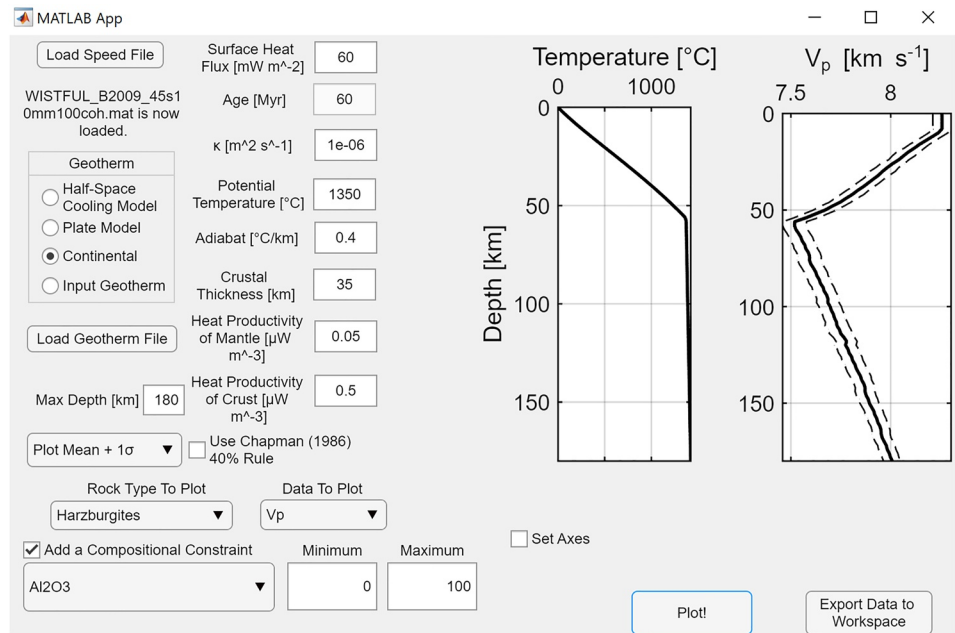 MATLAB App
Load Speed File
WISTFUL_B2009_45s1
0mm100coh.mat is now
loaded.
Geotherm
Half-Space
Cooling Model
Plate Model
Continental
Input Geotherm
Load Geotherm File
Max Depth [km]
180
Plot Mean + 1σ
Surface Heat
Flux [mW m^-2]
60
Age [Myr]
60
κ [m^2 s^-1]
1e-06
Potential
Temperature [°C]
1350
Adiabat [°C/km]
0.4
Crustal
Thickness [km]
35
Heat Productivity
of Mantle [µW
m^-3]
0.05
Heat Productivity
of Crust [µW
m^-3]
0.5
Use Chapman (1986)
40% Rule
Rock Type To Plot
Harzburgites
Data To Plot
Vp
Add a Compositional Constraint
Al2O3
Minimum
0
Maximum
100
Temperature [°C]
0 1000
Depth [km]
0
50
100
150
Vp [km s-1]
7.5 8
0
50
100
150
Set Axes
Plot!
Export Data to
Workspace